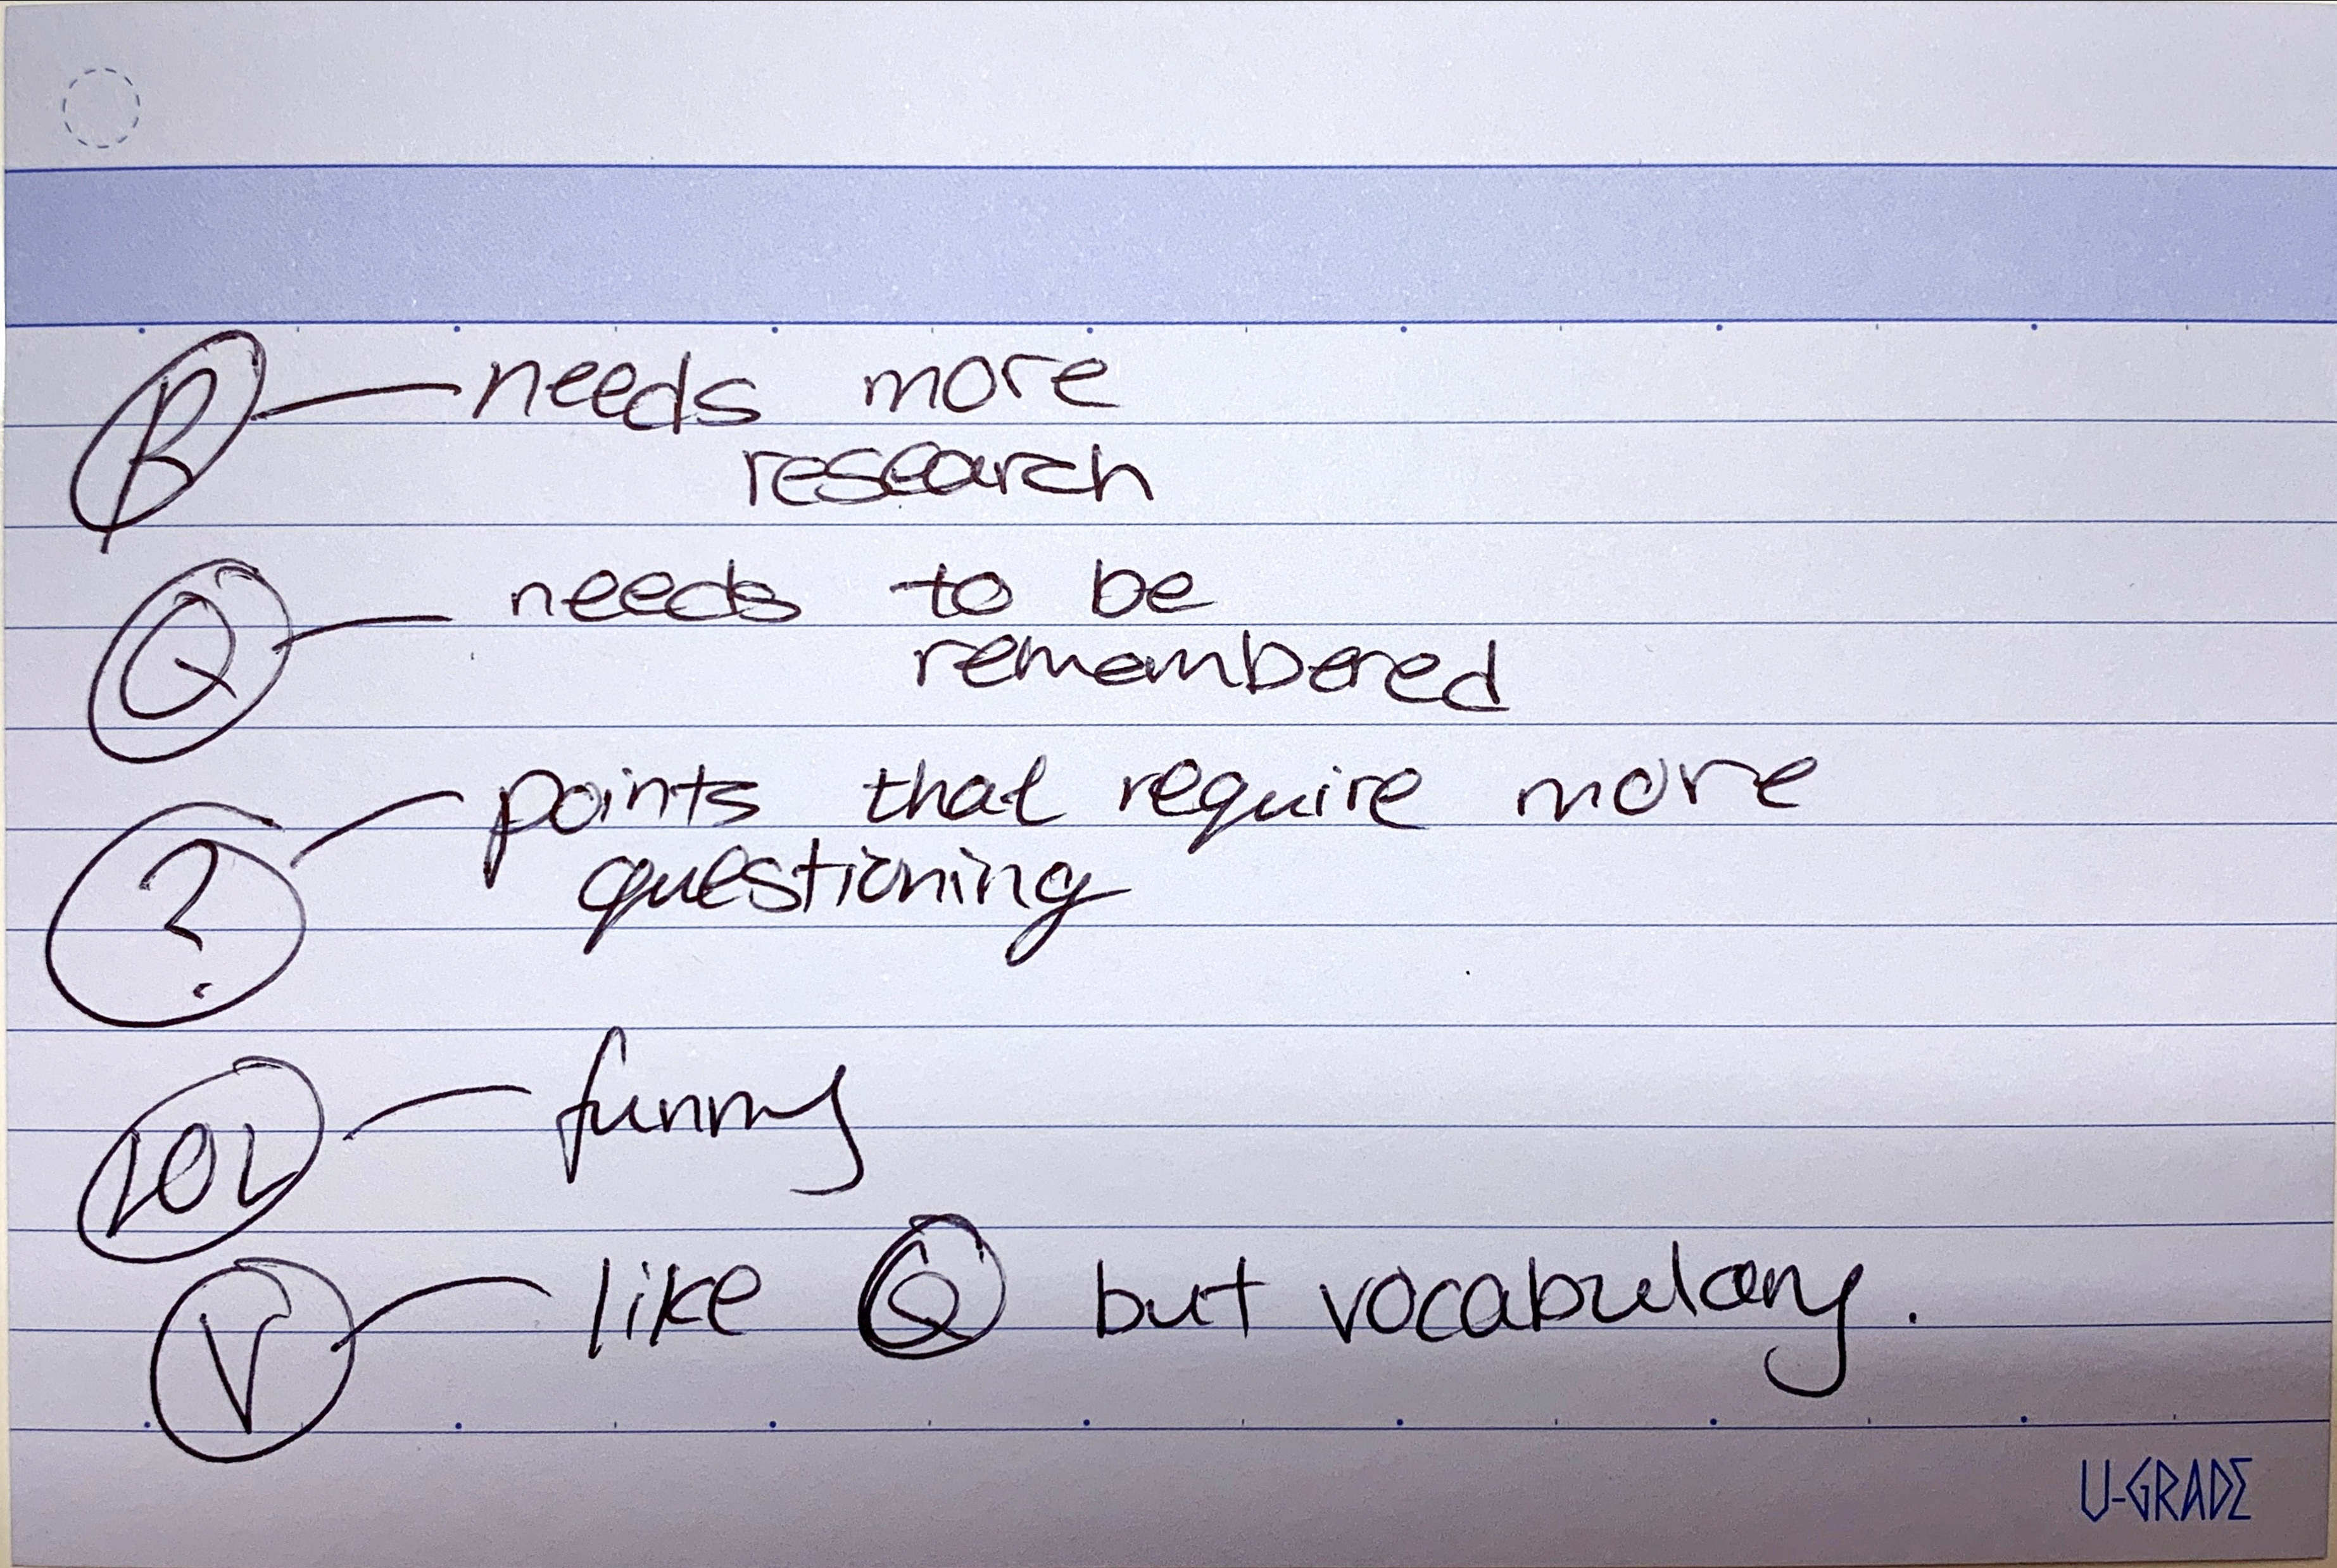 R needs more
research
Q needs to be
remembered
? points that require more
questioning
LOL funny
V like Q but vocabulary.
U-GRADE